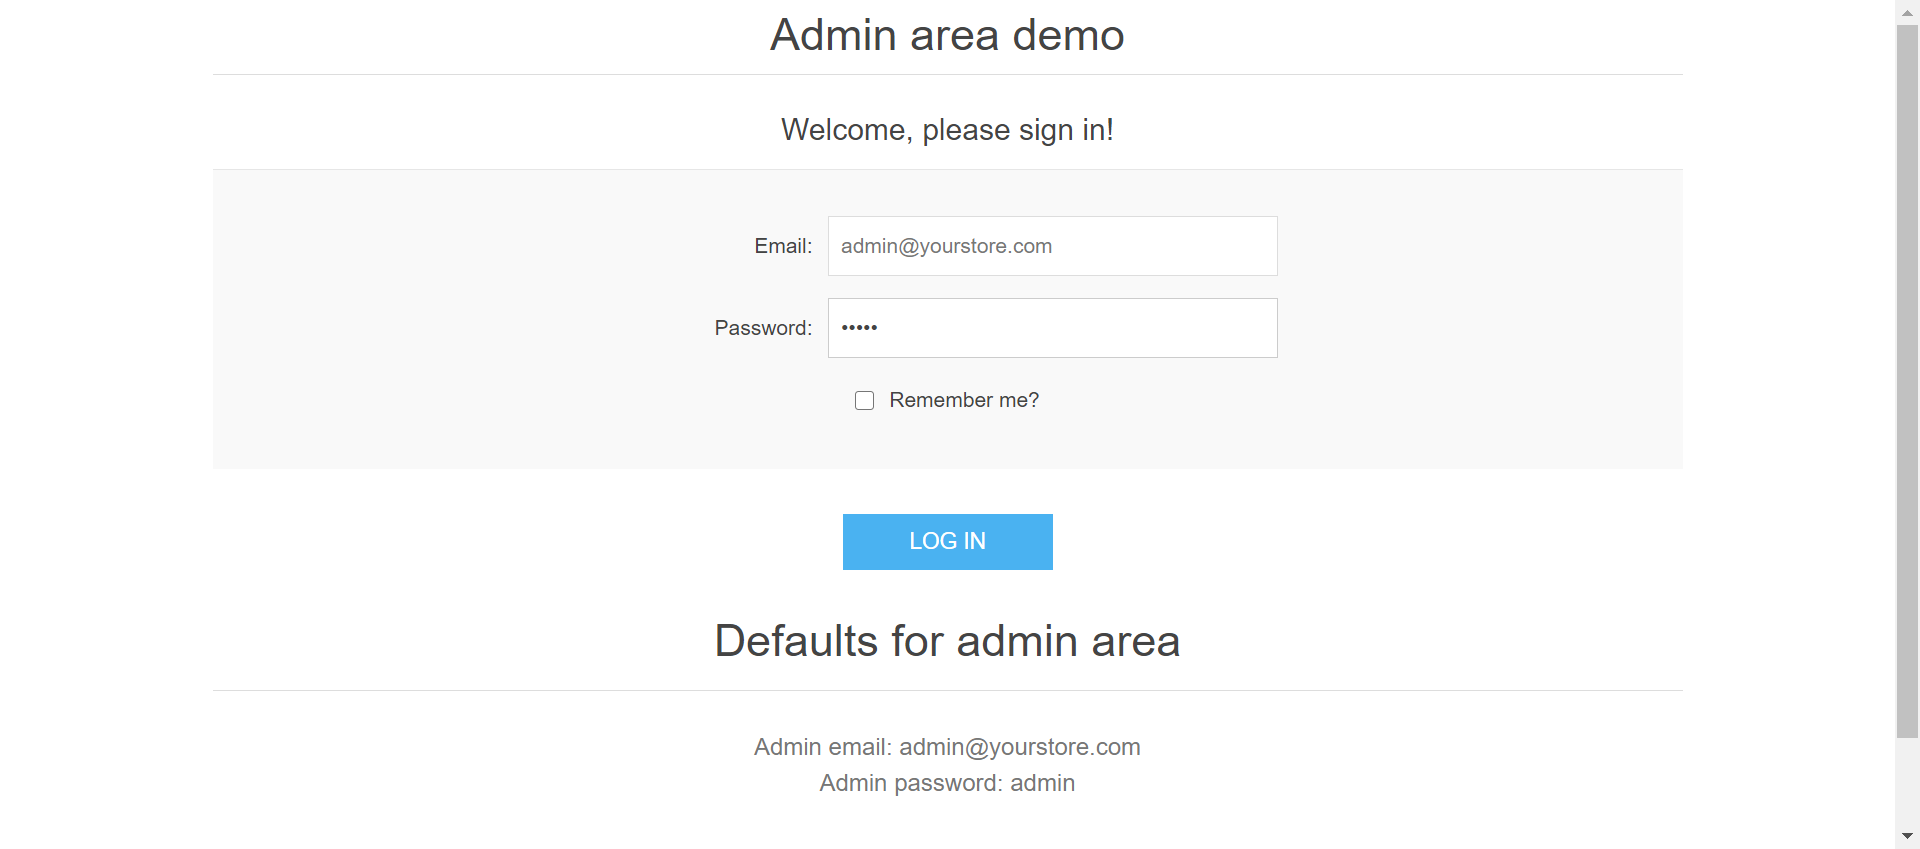 Admin area demo
Welcome, please sign in!
Email: admin@yourstore.com
Password: •••••
Remember me?
LOG IN
Defaults for admin area
Admin email: admin@yourstore.com
Admin password: admin